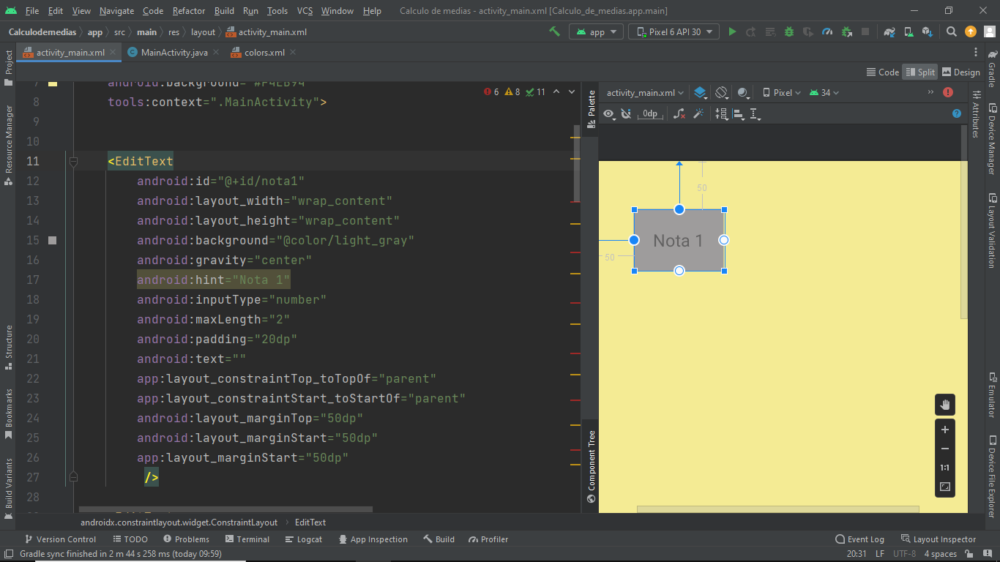 File Edit View Navigate Code Refactor Build Run Tools VCS Window Help Calculo de medias - activity_main.xml [Calculo_de_medias.app.main]
Calculodemedias app src main res layout activity_main.xml app Pixel 6 API 30
activity_main.xml MainActivity.java colors.xml
Code Split Design
7 android:background="#F4EB94"
6 8 11
8 tools:context=".MainActivity">
9
10
11 <EditText
12 android:id="@+id/nota1"
13 android:layout_width="wrap_content"
14 android:layout_height="wrap_content"
15 android:background="@color/light_gray"
16 android:gravity="center"
17 android:hint="Nota 1"
18 android:inputType="number"
19 android:maxLength="2"
20 android:padding="20dp"
21 android:text=""
22 app:layout_constraintTop_toTopOf="parent"
23 app:layout_constraintStart_toStartOf="parent"
24 android:layout_marginTop="50dp"
25 android:layout_marginStart="50dp"
26 app:layout_marginStart="50dp"
27 />
28
Project
Resource Manager
Structure
Bookmarks
Build Variants
Palette
Component Tree
activity_main.xml Pixel 34
0dp
50
Nota 1
50
1:1
Attributes
Gradle
Device Manager
Layout Validation
Emulator
Device File Explorer
androidx.constraintlayout.widget.ConstraintLayout EditText
Version Control TODO Problems Terminal Logcat App Inspection Build Profiler Event Log Layout Inspector
Gradle sync finished in 2 m 44 s 258 ms (today 09:59) 20:31 LF UTF-8 4 spaces